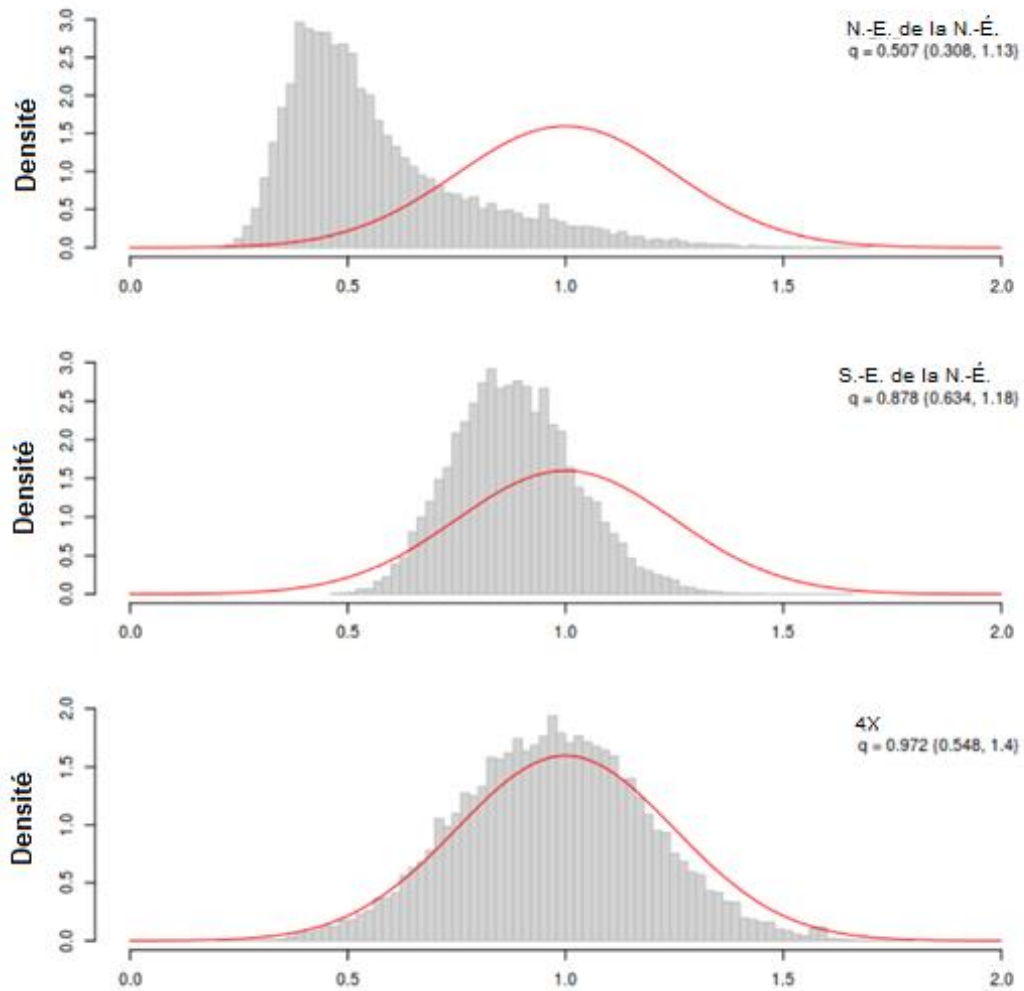 Densité
3.0
2.5
2.0
1.5
1.0
0.5
0.0
N.-E. de la N.-É.
q = 0.507 {0.308, 1.13}
0.0 0.5 1.0 1.5 2.0
Densité
3.0
2.5
2.0
1.5
1.0
0.5
0.0
S.-E. de la N.-É.
q = 0.878 {0.634, 1.18}
0.0 0.5 1.0 1.5 2.0
Densité
2.0
1.5
1.0
0.5
0.0
4X
q = 0.972 {0.548, 1.4}
0.0 0.5 1.0 1.5 2.0